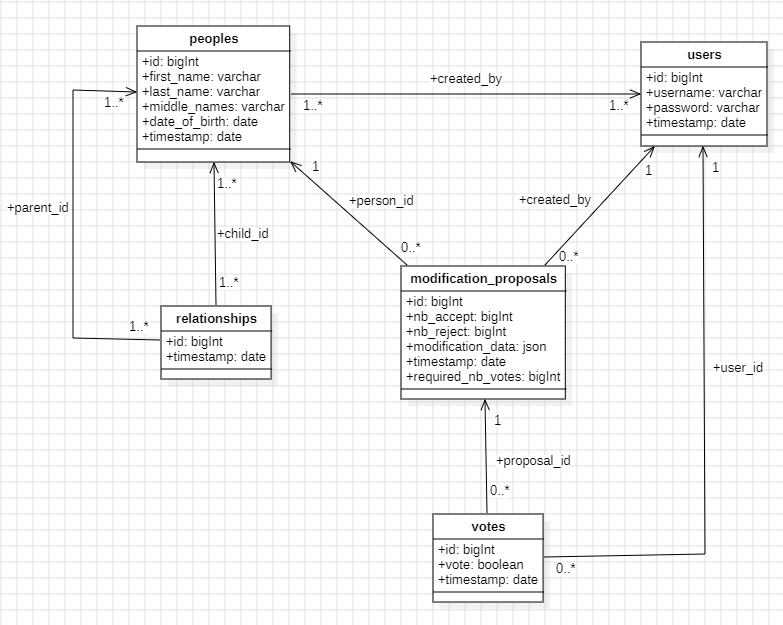 peoples
+id: bigInt
+first_name: varchar
+last_name: varchar
+middle_names: varchar
+date_of_birth: date
+timestamp: date
users
+id: bigInt
+username: varchar
+password: varchar
+timestamp: date
+created_by
1..*
1..*
1..*
+parent_id
1..*
1..*
+child_id
1..*
1
+person_id
0..*
1
+created_by
0..*
1
relationships
+id: bigInt
+timestamp: date
modification_proposals
+id: bigInt
+nb_accept: bigInt
+nb_reject: bigInt
+modification_data: json
+timestamp: date
+required_nb_votes: bigInt
+user_id
1
+proposal_id
0..*
votes
+id: bigInt
+vote: boolean
+timestamp: date
0..*